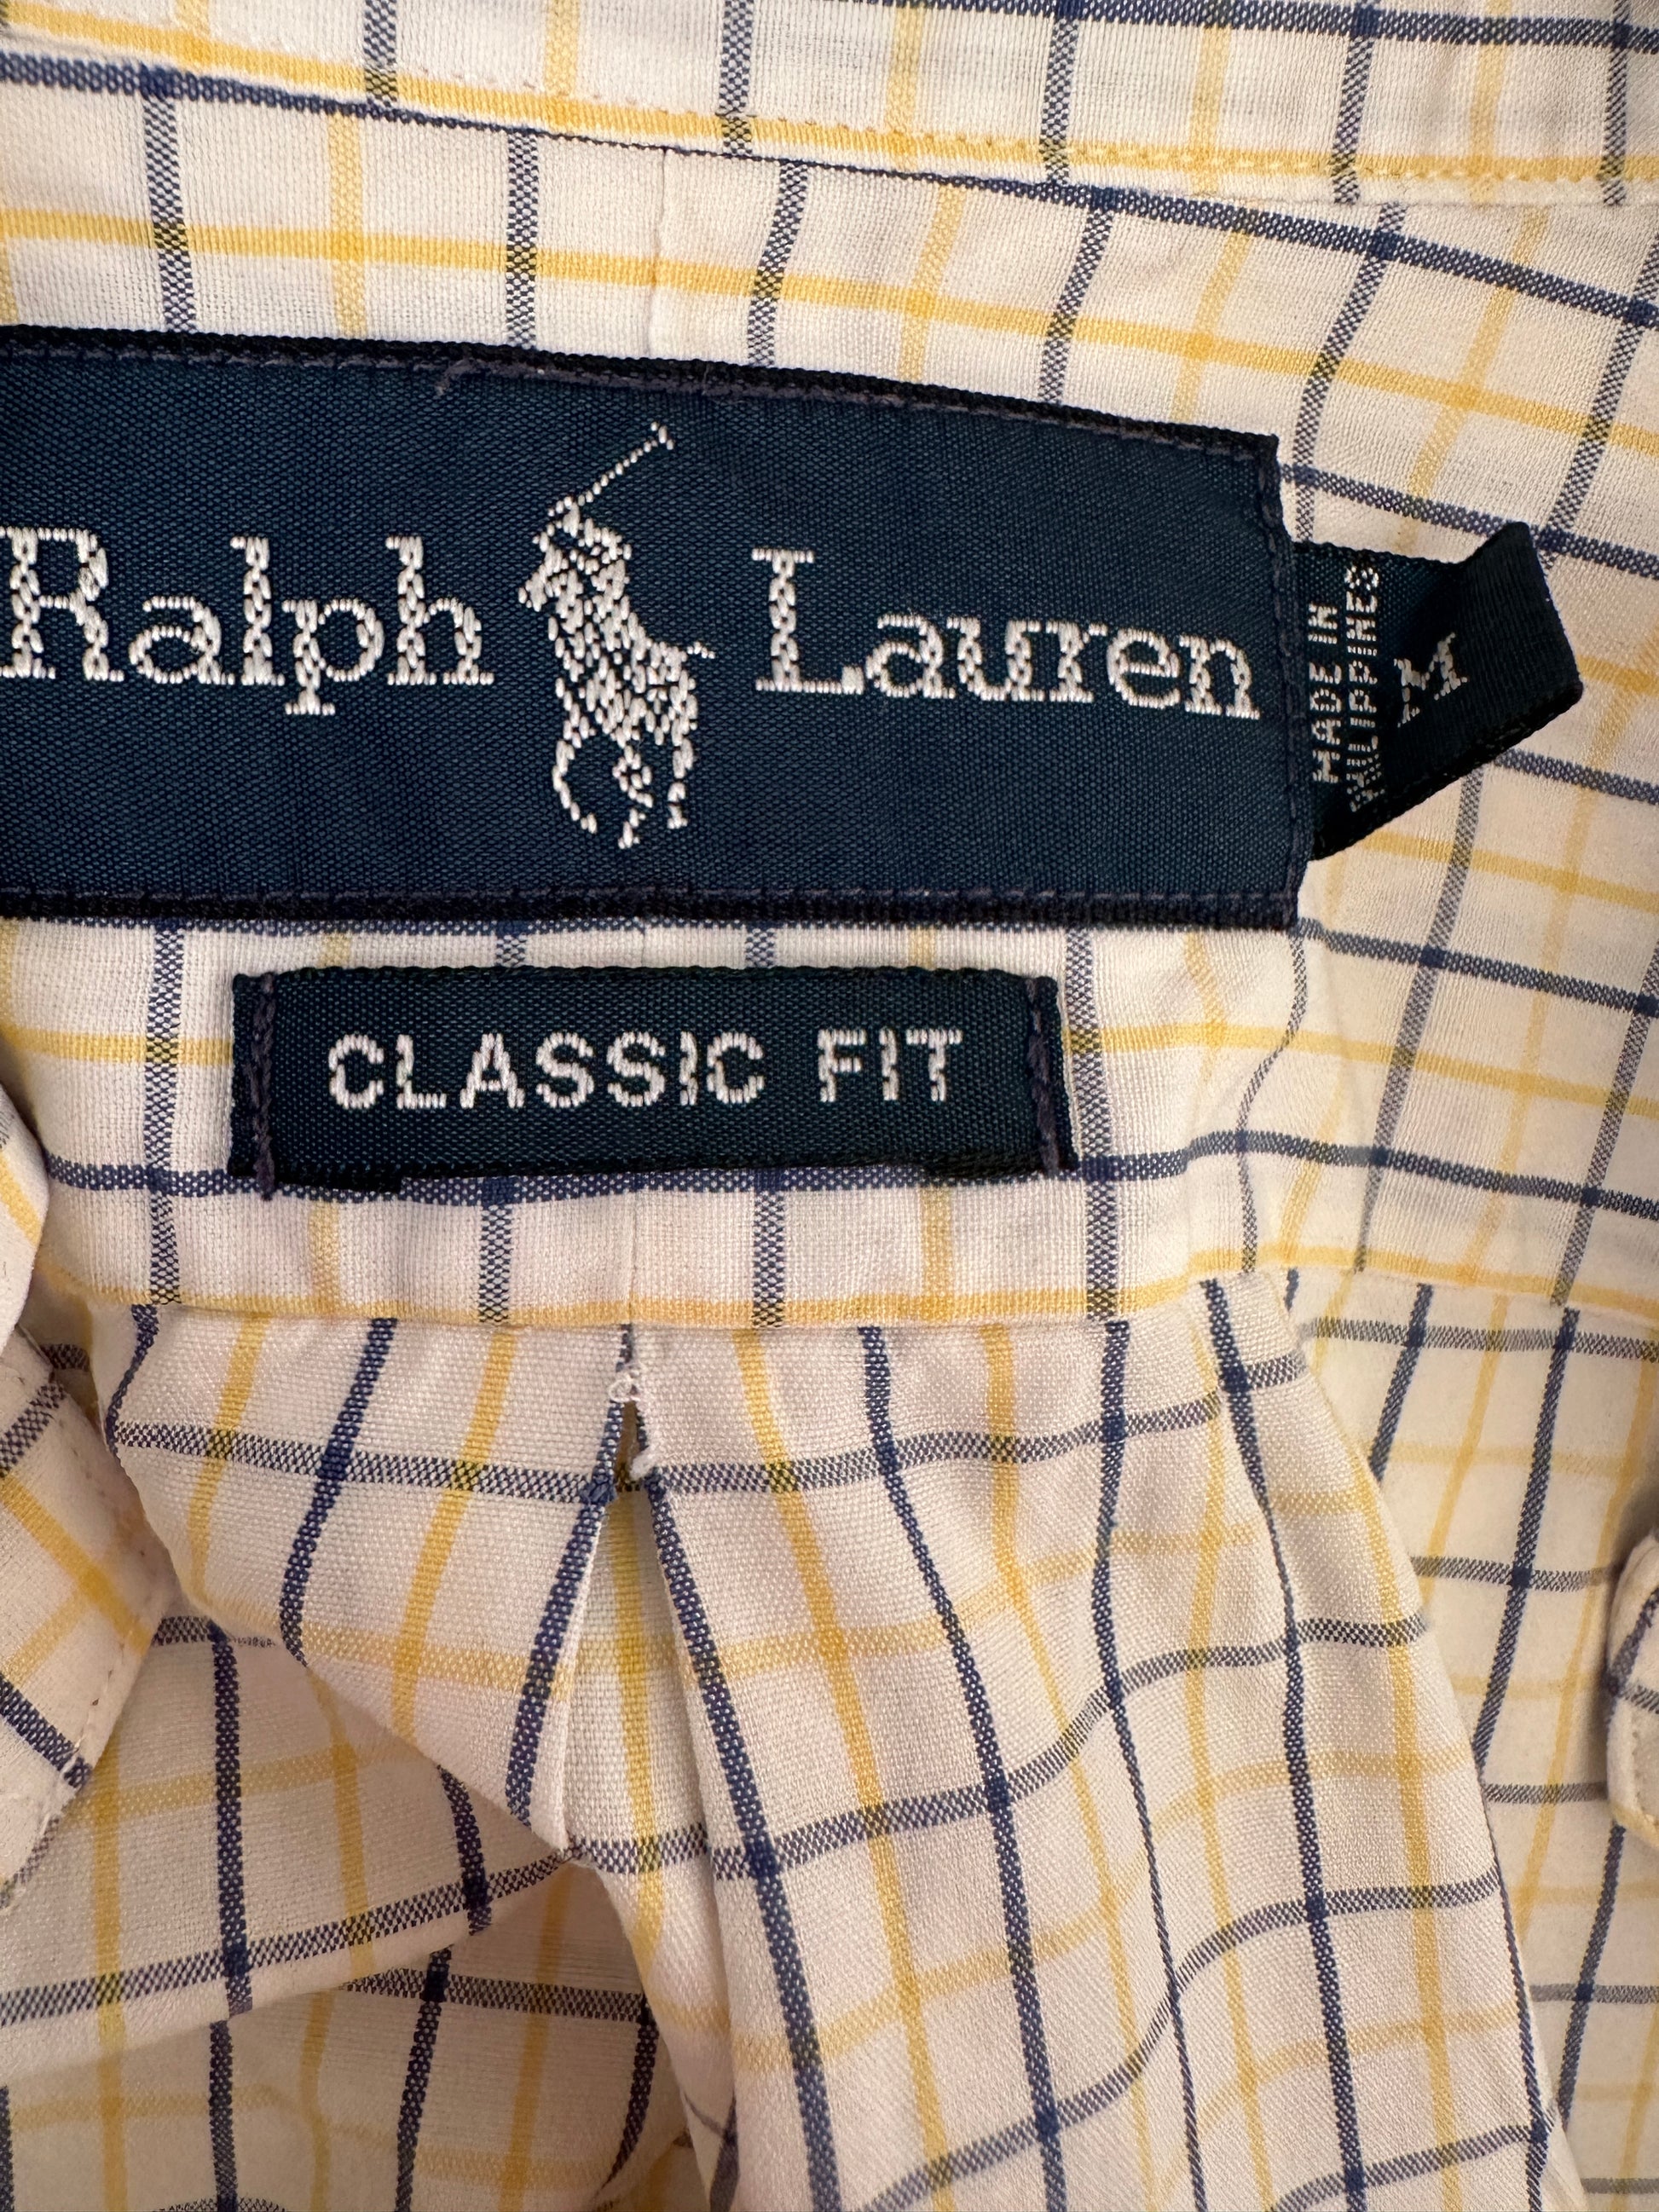 Ralph Lauren
MADE IN
PHILIPPINES
M
CLASSIC FIT